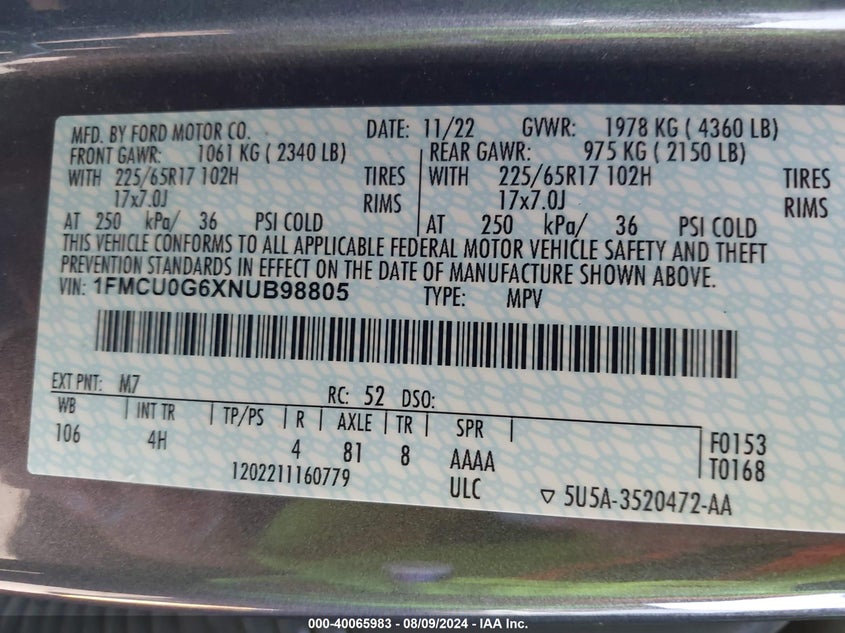 MFD. BY FORD MOTOR CO. DATE: 11/22 GVWR: 1978 KG ( 4360 LB)
FRONT GAWR: 1061 KG ( 2340 LB) REAR GAWR: 975 KG ( 2150 LB)
WITH 225/65R17 102H TIRES WITH 225/65R17 102H TIRES
17x7.0J RIMS 17x7.0J RIMS
AT 250 kPa/ 36 PSI COLD AT 250 kPa/ 36 PSI COLD
THIS VEHICLE CONFORMS TO ALL APPLICABLE FEDERAL MOTOR VEHICLE SAFETY AND THEFT
PREVENTION STANDARDS IN EFFECT ON THE DATE OF MANUFACTURE SHOWN ABOVE.
VIN: 1FMCU0G6XNUB98805 TYPE: MPV
EXT PNT: M7 RC: 52 DSO:
WB INT TR TP/PS R AXLE TR SPR
106 4H 4 81 8 AAAA F0153
T0168
1202211160779 ULC 5U5A-3520472-AA
000-40065983 - 08/09/2024 - IAA Inc.